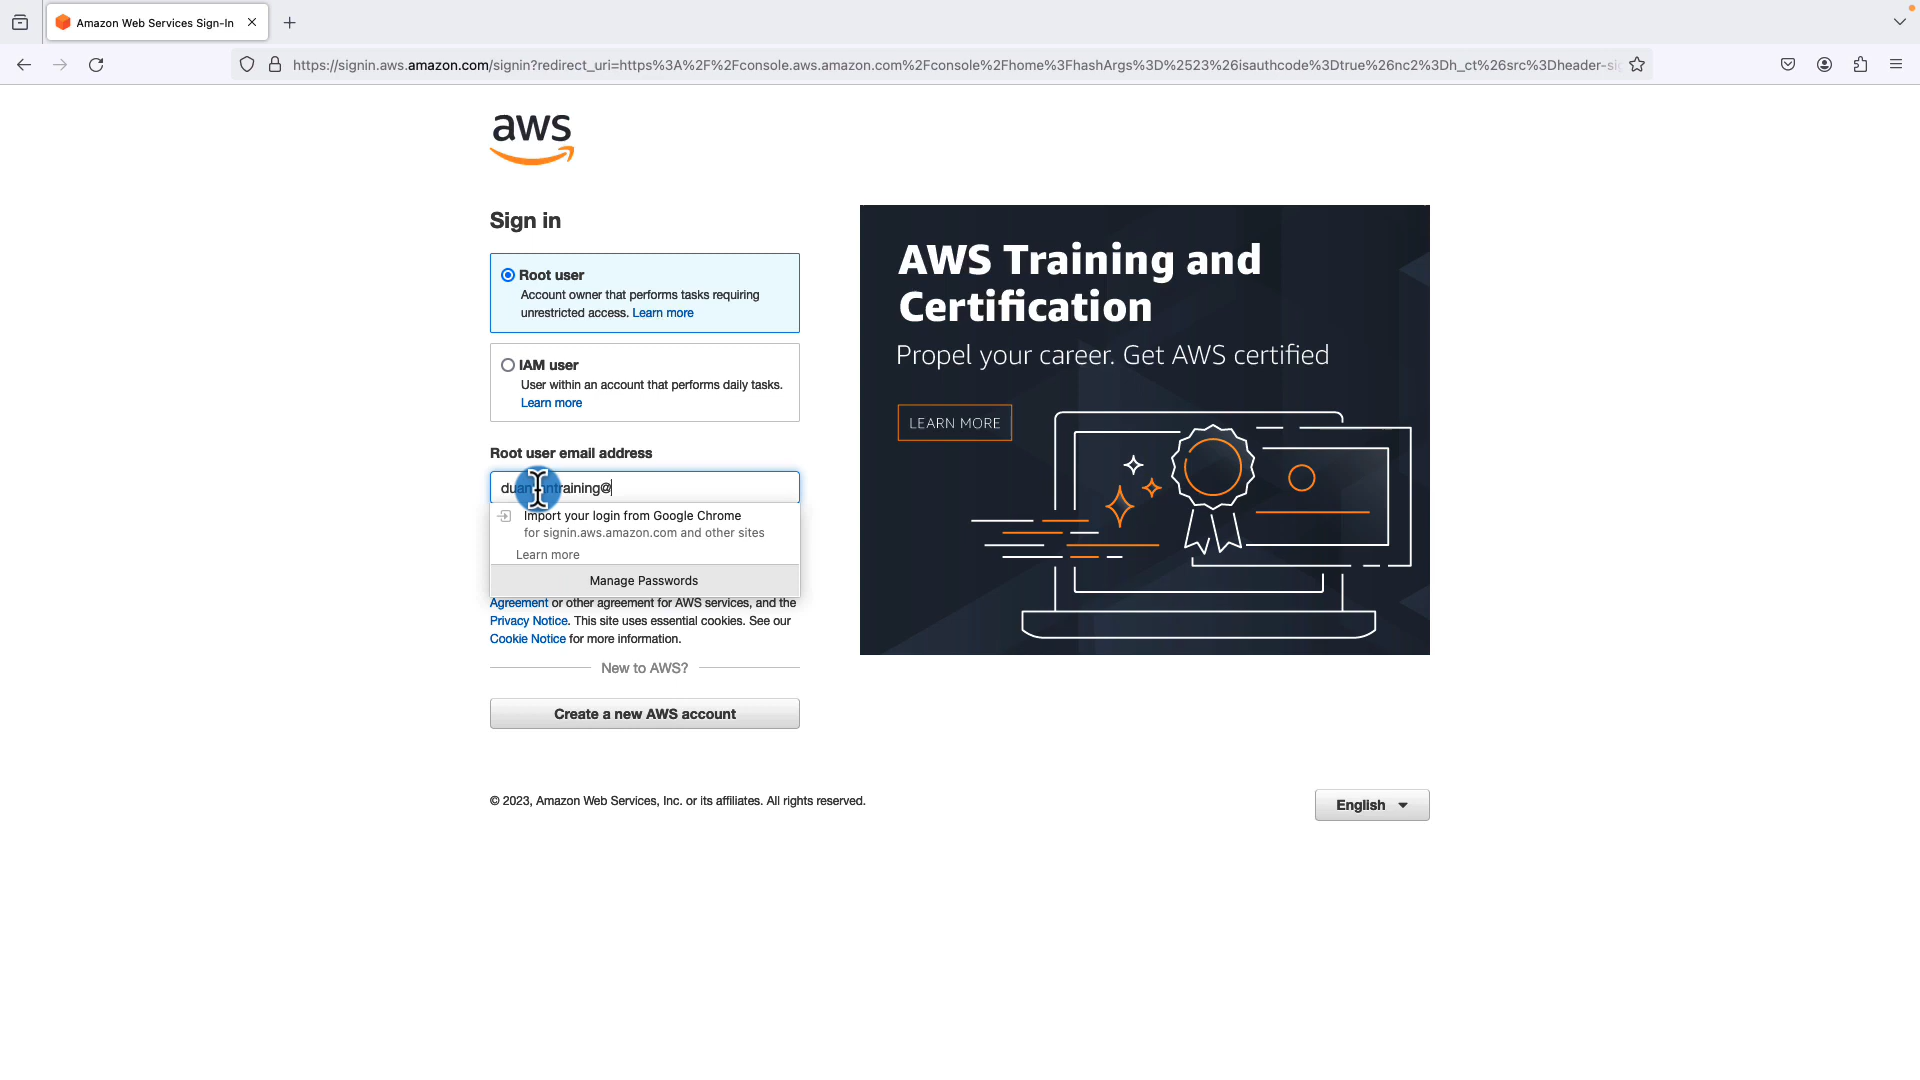 Amazon Web Services Sign-In
https://signin.aws.amazon.com/signin?redirect_uri=https%3A%2F%2Fconsole.aws.amazon.com%2Fconsole%2Fhome%3FhashArgs%3D%2523%26isauthcode%3Dtrue%26nc2%3Dh_ct%26src%3Dheader-si
aws
Sign in
Root user
Account owner that performs tasks requiring
unrestricted access. Learn more
IAM user
User within an account that performs daily tasks.
Learn more
Root user email address
Import your login from Google Chrome
for signin.aws.amazon.com and other sites
Learn more
Manage Passwords
Agreement or other agreement for AWS services, and the
Privacy Notice. This site uses essential cookies. See our
Cookie Notice for more information.
New to AWS?
Create a new AWS account
AWS Training and
Certification
Propel your career. Get AWS certified
LEARN MORE
© 2023, Amazon Web Services, Inc. or its affiliates. All rights reserved.
English